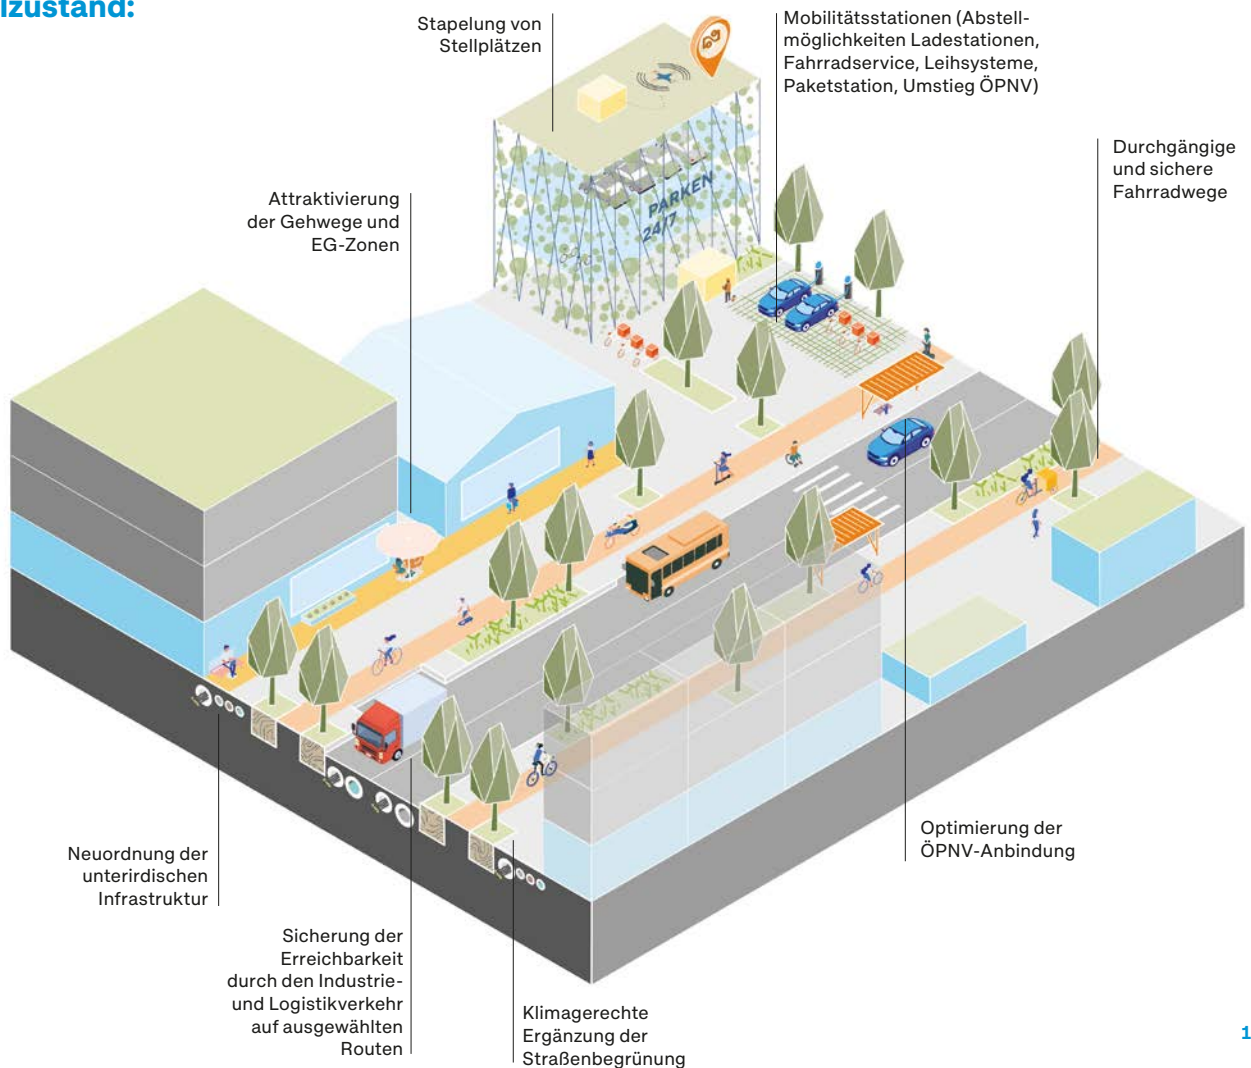 lzustand:
Stapelung von
Stellplätzen
Mobilitätsstationen (Abstell-
möglichkeiten Ladestationen,
Fahrradservice, Leihsysteme,
Paketstation, Umstieg ÖPNV)
Durchgängige
und sichere
Fahrradwege
Attraktivierung
der Gehwege und
EG-Zonen
PARKEN
24/7
Neuordnung der
unterirdischen
Infrastruktur
Sicherung der
Erreichbarkeit
durch den Industrie-
und Logistikverkehr
auf ausgewählten
Routen
Klimagerechte
Ergänzung der
Straßenbegrünung
Optimierung der
ÖPNV-Anbindung
1